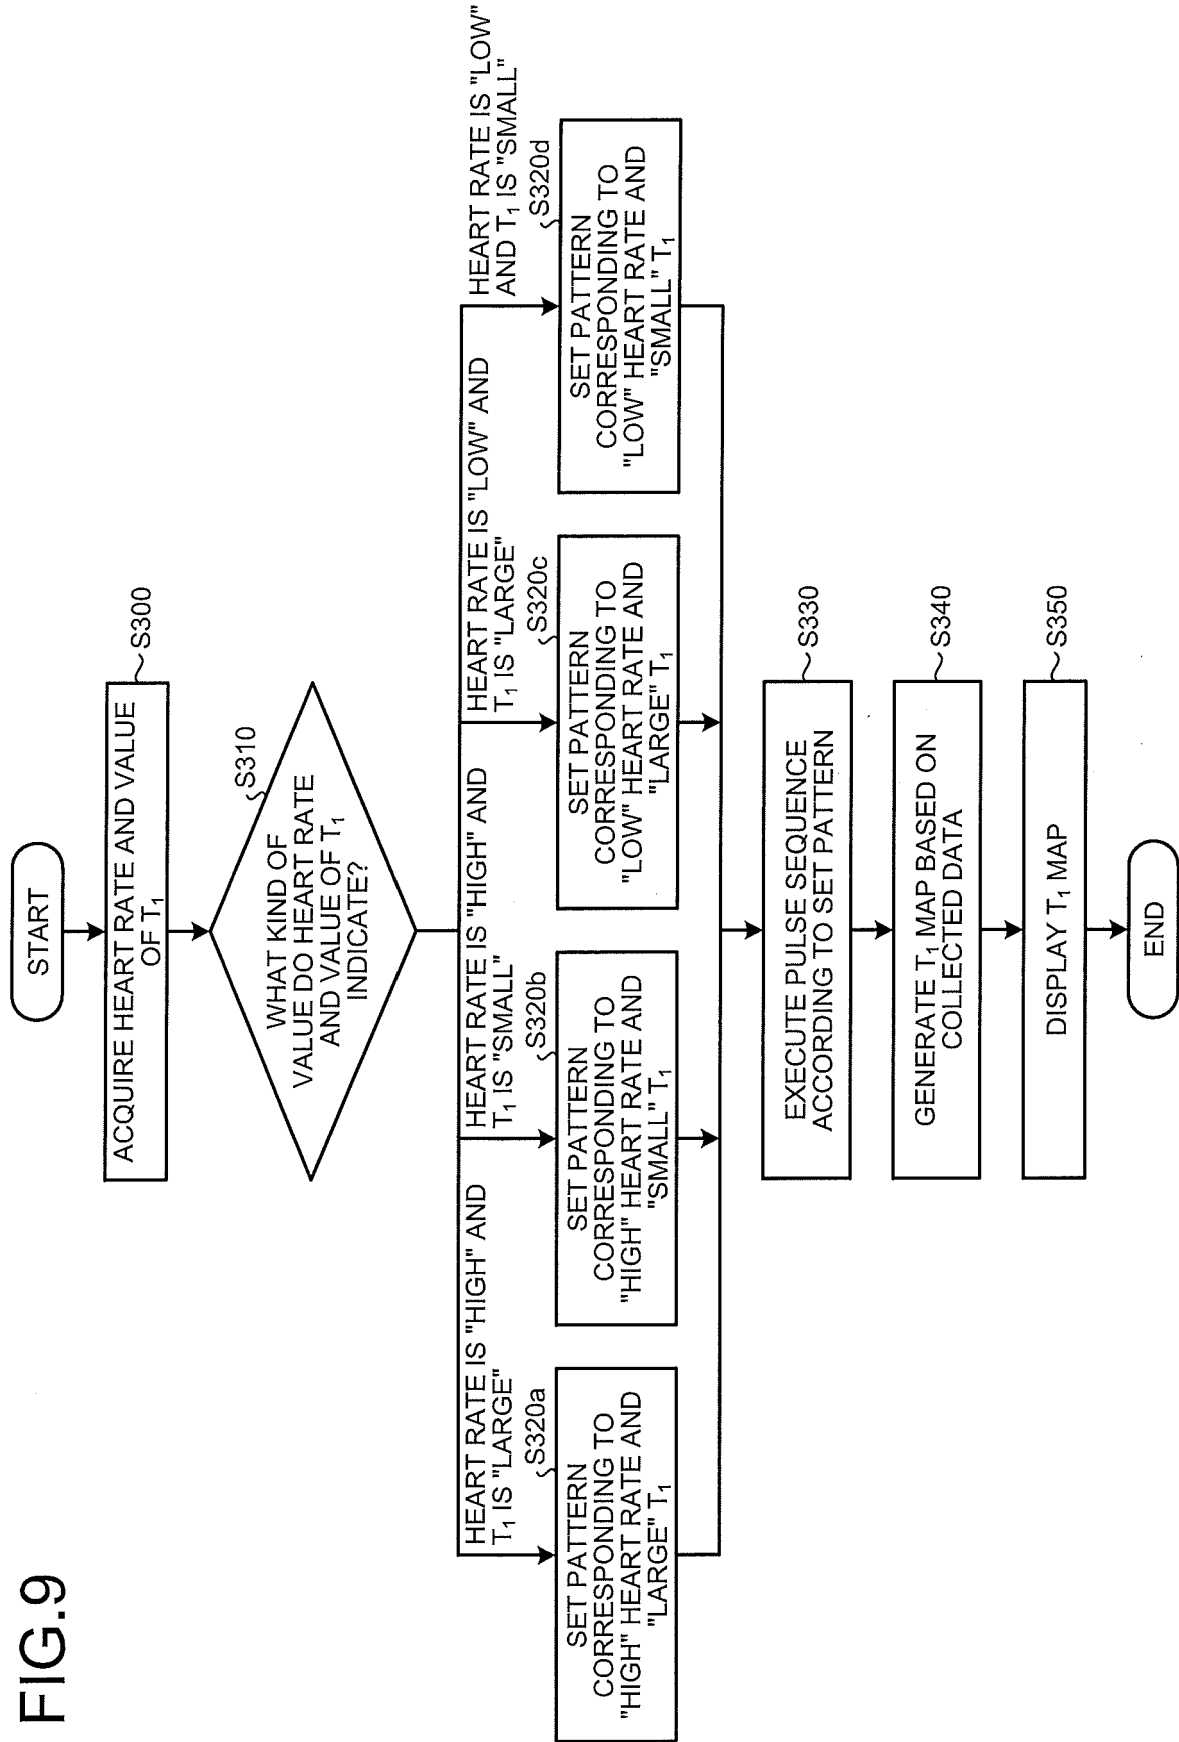 FIG.9
START
ACQUIRE HEART RATE AND VALUE
OF T₁
S300
WHAT KIND OF
VALUE DO HEART RATE
AND VALUE OF T₁
INDICATE?
S310
HEART RATE IS "HIGH" AND
T₁ IS "LARGE"
S320a
SET PATTERN
CORRESPONDING TO
"HIGH" HEART RATE AND
"LARGE" T₁
HEART RATE IS "HIGH" AND
T₁ IS "SMALL"
S320b
SET PATTERN
CORRESPONDING TO
"HIGH" HEART RATE AND
"SMALL" T₁
HEART RATE IS "LOW" AND
T₁ IS "LARGE"
S320c
SET PATTERN
CORRESPONDING TO
"LOW" HEART RATE AND
"LARGE" T₁
HEART RATE IS "LOW"
AND T₁ IS "SMALL"
S320d
SET PATTERN
CORRESPONDING TO
"LOW" HEART RATE AND
"SMALL" T₁
EXECUTE PULSE SEQUENCE
ACCORDING TO SET PATTERN
S330
GENERATE T₁ MAP BASED ON
COLLECTED DATA
S340
DISPLAY T₁ MAP
S350
END